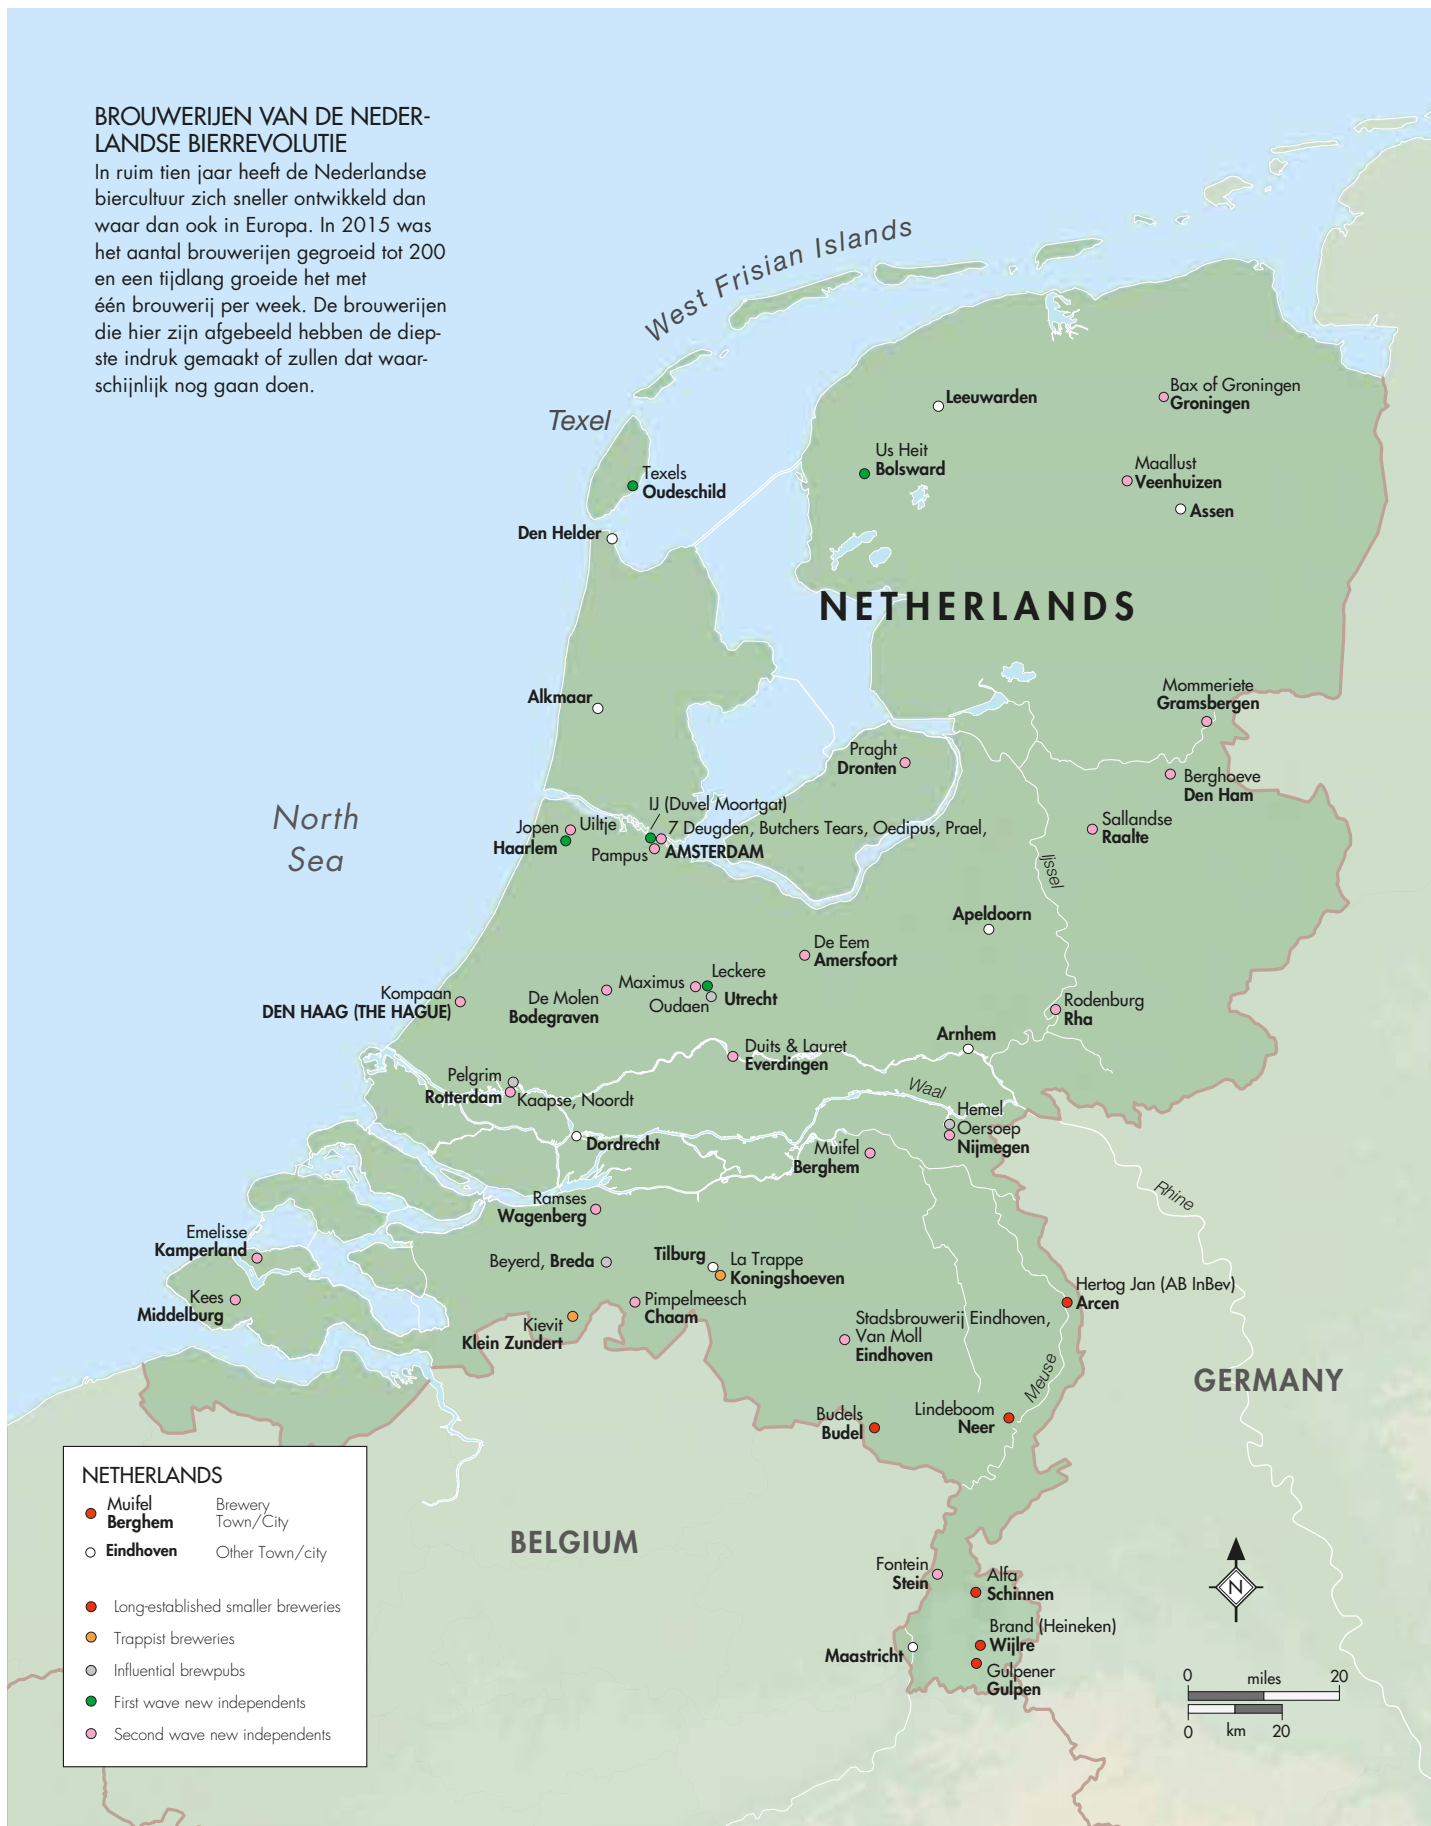 BROUWERIJEN VAN DE NEDER-
LANDSE BIERREVOLUTIE
In ruim tien jaar heeft de Nederlandse
biercultuur zich sneller ontwikkeld dan
waar dan ook in Europa. In 2015 was
het aantal brouwerijen gegroeid tot 200
en een tijdlang groeide het met
één brouwerij per week. De brouwerijen
die hier zijn afgebeeld hebben de diep-
ste indruk gemaakt of zullen dat waar-
schijnlijk nog gaan doen.
West Frisian Islands
Texel
Texels
Oudeschild
Den Helder
Leeuwarden
Us Heit
Bolsward
Bax of Groningen
Groningen
Maallust
Veenhuizen
Assen
NETHERLANDS
Alkmaar
Mommeriete
Gramsbergen
Praght
Dronten
Berghoeve
Den Ham
Sallandse
Raalte
North
Sea
IJ (Duvel Moortgat)
Jopen
Uiltje
Haarlem
7 Deugden, Butchers Tears, Oedipus, Prael,
Pampus
AMSTERDAM
Ijssel
Apeldoorn
De Eem
Amersfoort
Leckere
Maximus
Oudaen
Utrecht
Kompaan
DEN HAAG (THE HAGUE)
De Molen
Bodegraven
Rodenburg
Rha
Arnhem
Duits & Lauret
Everdingen
Pelgrim
Rotterdam
Kaapse, Noordt
Waal
Hemel
Oersoep
Nijmegen
Dordrecht
Muifel
Berghem
Rhine
Ramses
Wagenberg
Emelisse
Kamperland
Beyerd, Breda
Tilburg
La Trappe
Koningshoeven
Kees
Middelburg
Pimpelmeesch
Chaam
Kievit
Klein Zundert
Hertog Jan (AB InBev)
Arcen
Stadsbrouwerij Eindhoven,
Van Moll
Eindhoven
Meuse
GERMANY
Budels
Budel
Lindeboom
Neer
BELGIUM
Fontein
Stein
Alfa
Schinnen
Brand (Heineken)
Wijlre
Maastricht
Gulpener
Gulpen
N
0 miles 20
0 km 20
NETHERLANDS
Muifel Brewery
Berghem Town/City
Eindhoven Other Town/city
Long-established smaller breweries
Trappist breweries
Influential brewpubs
First wave new independents
Second wave new independents